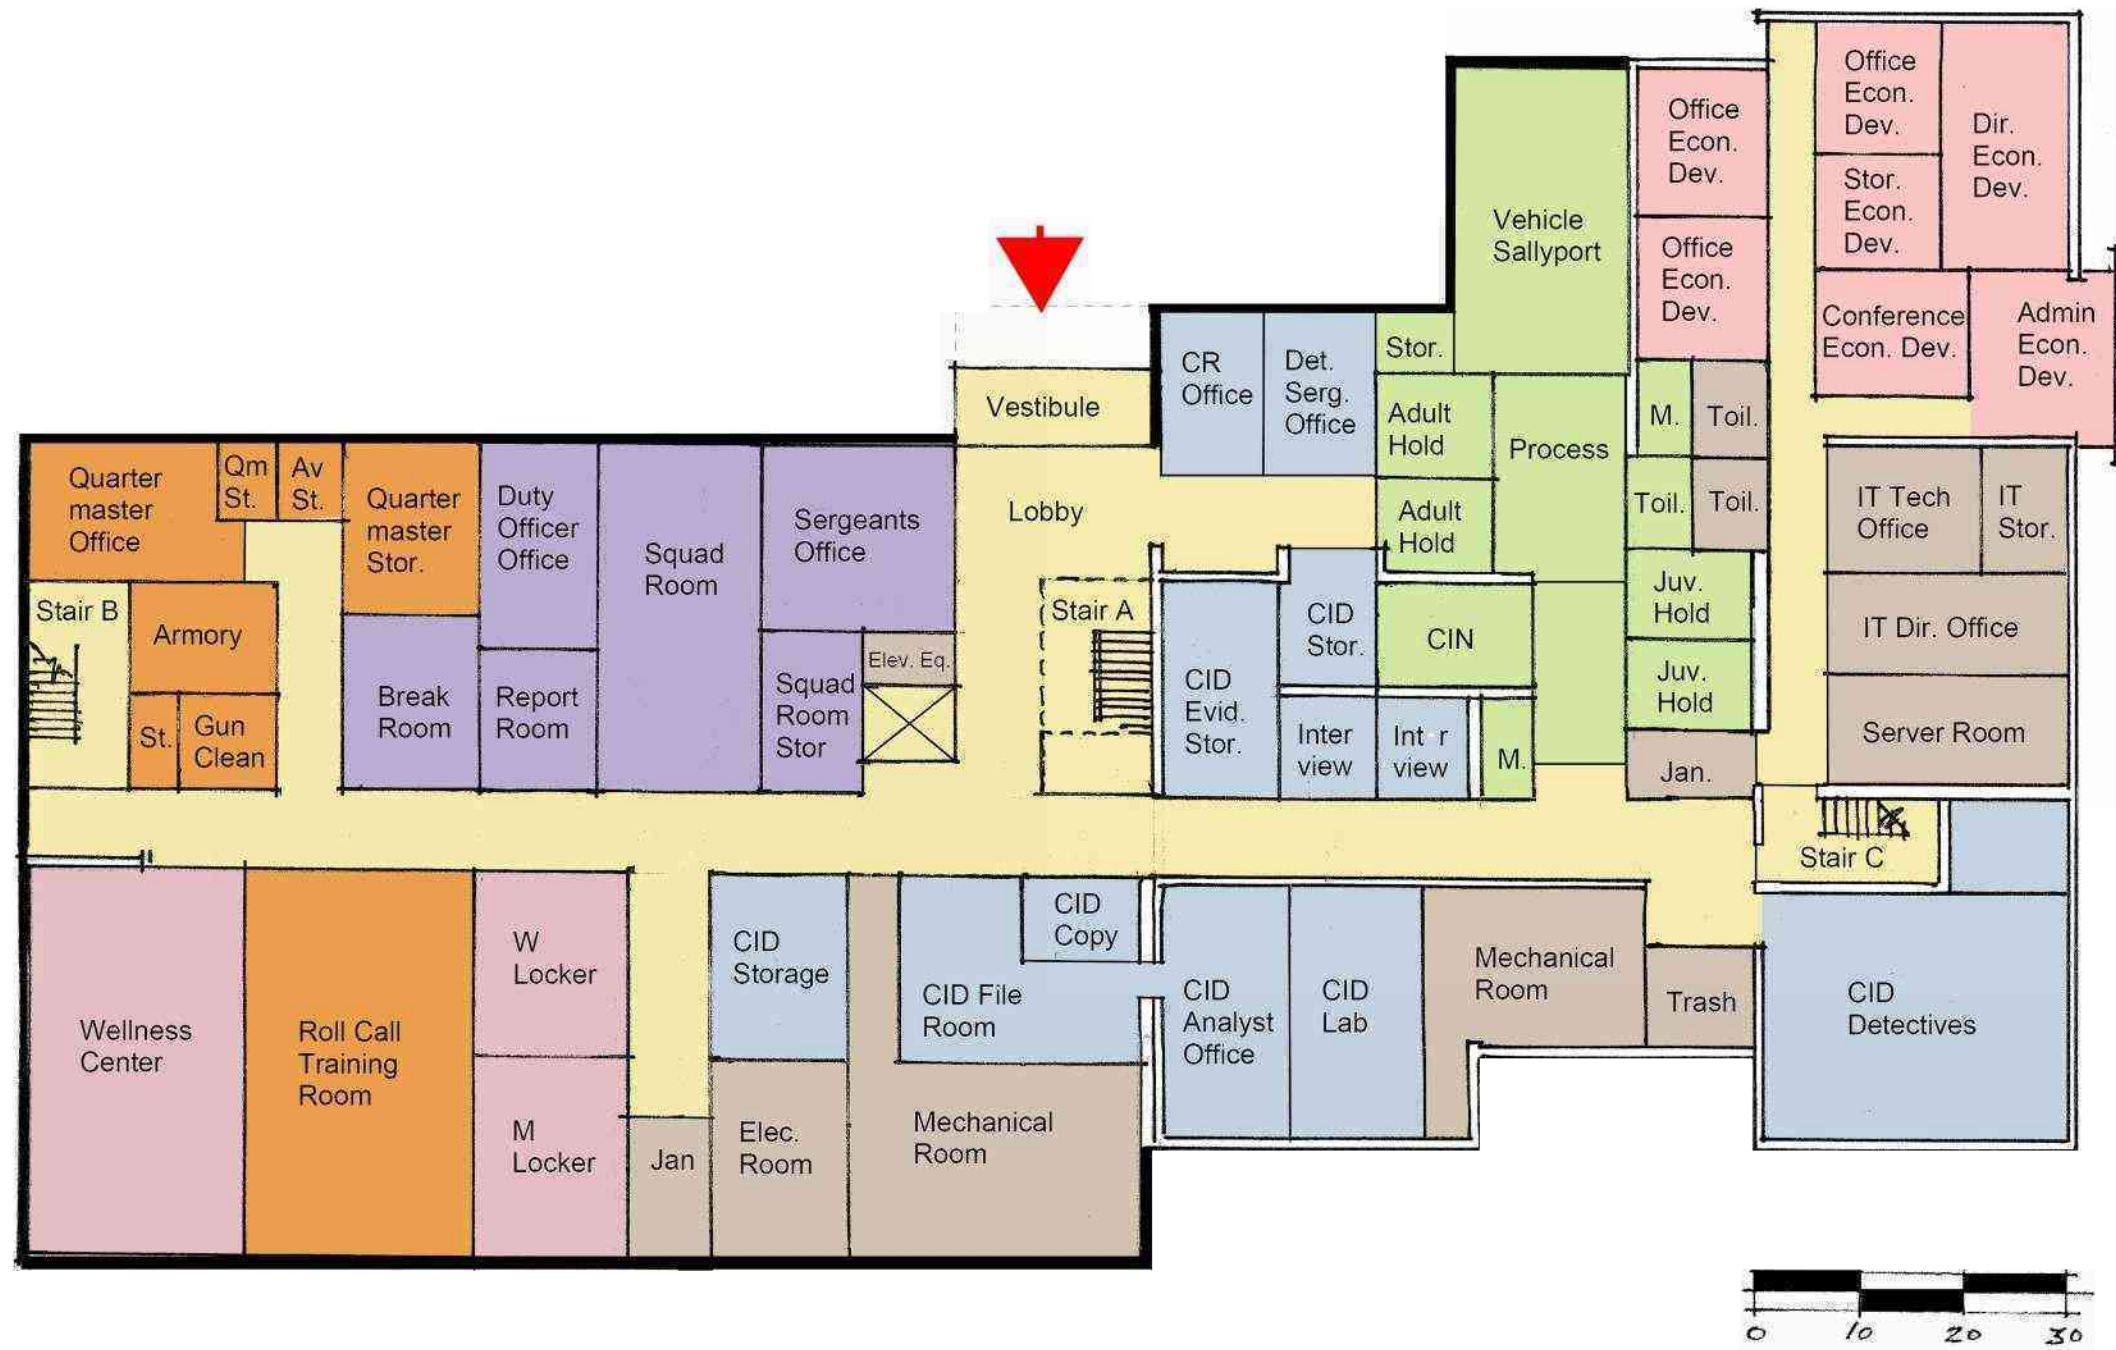 Office
Econ.
Dev.
Dir.
Econ.
Dev.
Office
Econ.
Dev.
Stor.
Econ.
Dev.
Vehicle
Sallyport
Office
Econ.
Dev.
Conference
Econ. Dev.
Admin
Econ.
Dev.
CR
Office
Det.
Serg.
Office
Stor.
Vestibule
Adult
Hold
Process
M.
Toil.
Quarter
master
Office
Qm
St.
Av
St.
Quarter
master
Stor.
Duty
Officer
Office
Squad
Room
Sergeants
Office
Lobby
Adult
Hold
Toil.
Toil.
IT Tech
Office
IT
Stor.
Stair B
Armory
Stair A
CID
Stor.
CIN
Juv.
Hold
IT Dir. Office
Elev. Eq.
Break
Room
Report
Room
Squad
Room
Stor
CID
Evid.
Stor.
Juv.
Hold
St.
Gun
Clean
Inter
view
Int r
view
M.
Jan.
Server Room
Stair C
W
Locker
CID
Storage
CID
Copy
CID File
Room
CID
Analyst
Office
CID
Lab
Mechanical
Room
Trash
CID
Detectives
Wellness
Center
Roll Call
Training
Room
M
Locker
Jan
Elec.
Room
Mechanical
Room
0 10 20 30